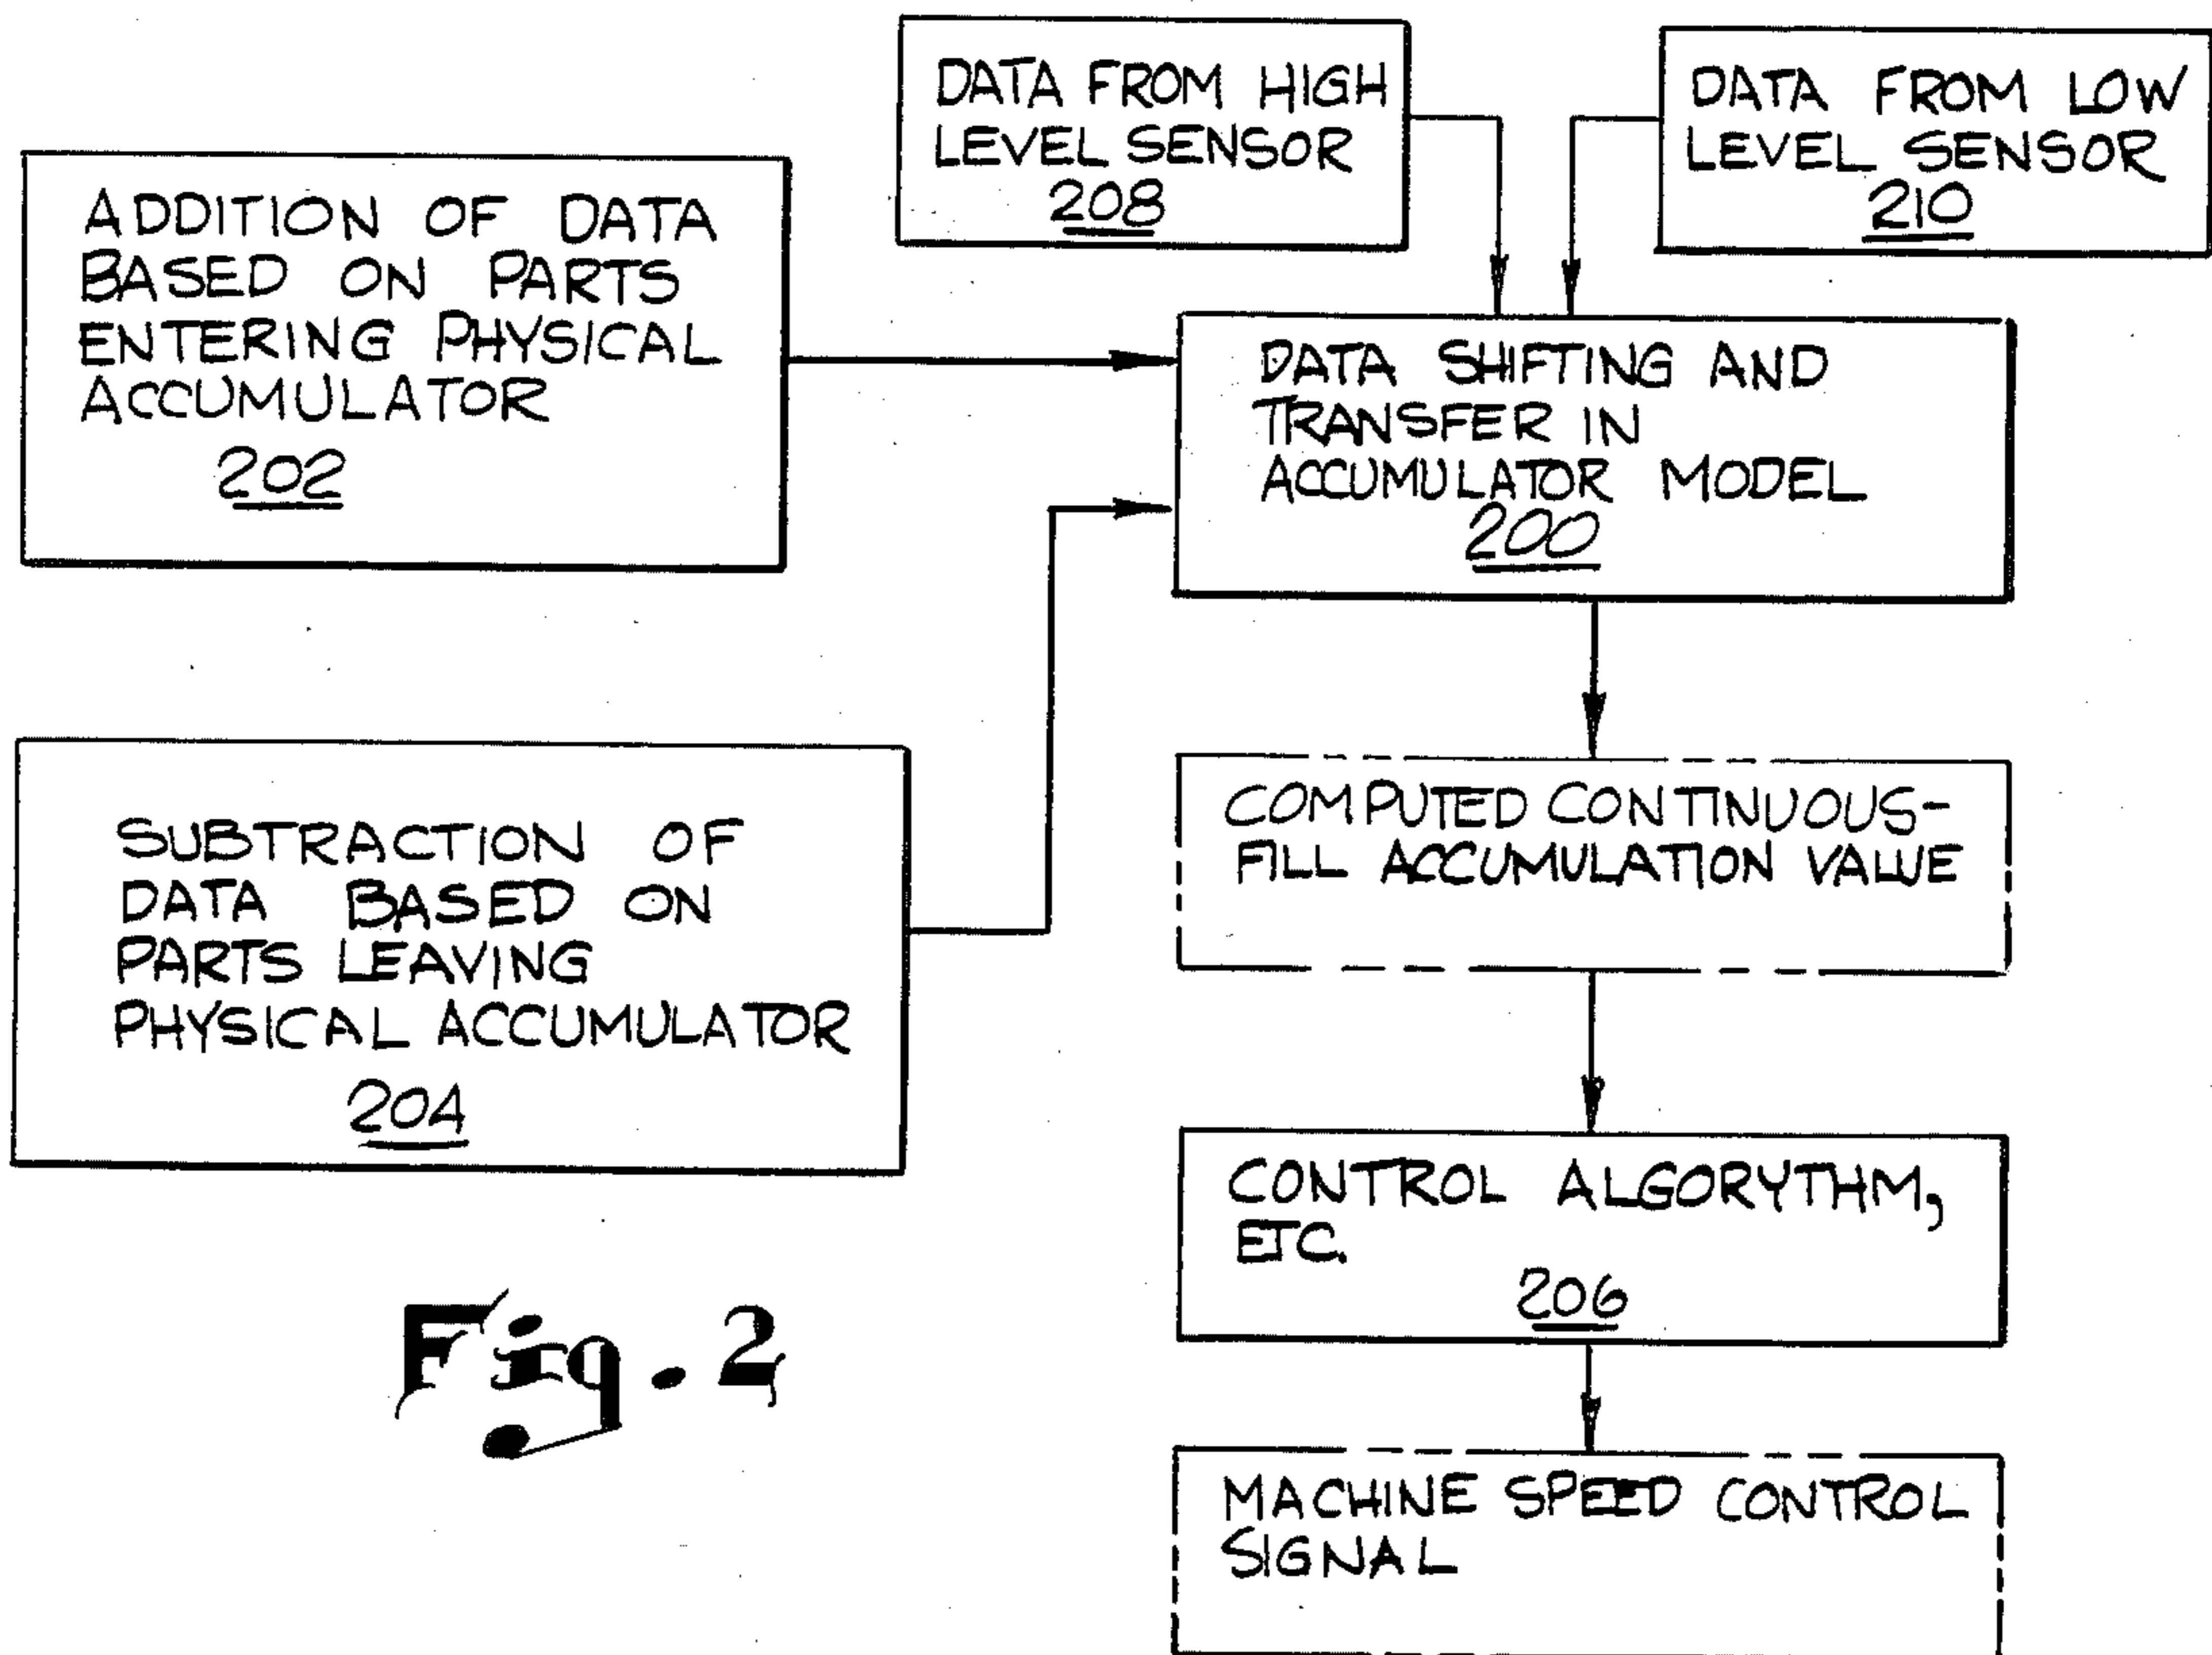 DATA FROM HIGH
LEVEL SENSOR
208
DATA FROM LOW
LEVEL SENSOR
210
ADDITION OF DATA
BASED ON PARTS
ENTERING PHYSICAL
ACCUMULATOR
202
DATA SHIFTING AND
TRANSFER IN
ACCUMULATOR MODEL
200
SUBTRACTION OF
DATA BASED ON
PARTS LEAVING
PHYSICAL ACCUMULATOR
204
COMPUTED CONTINUOUS-
FILL ACCUMULATION VALUE
CONTROL ALGORYTHM,
ETC.
206
MACHINE SPEED CONTROL
SIGNAL
Fig. 2